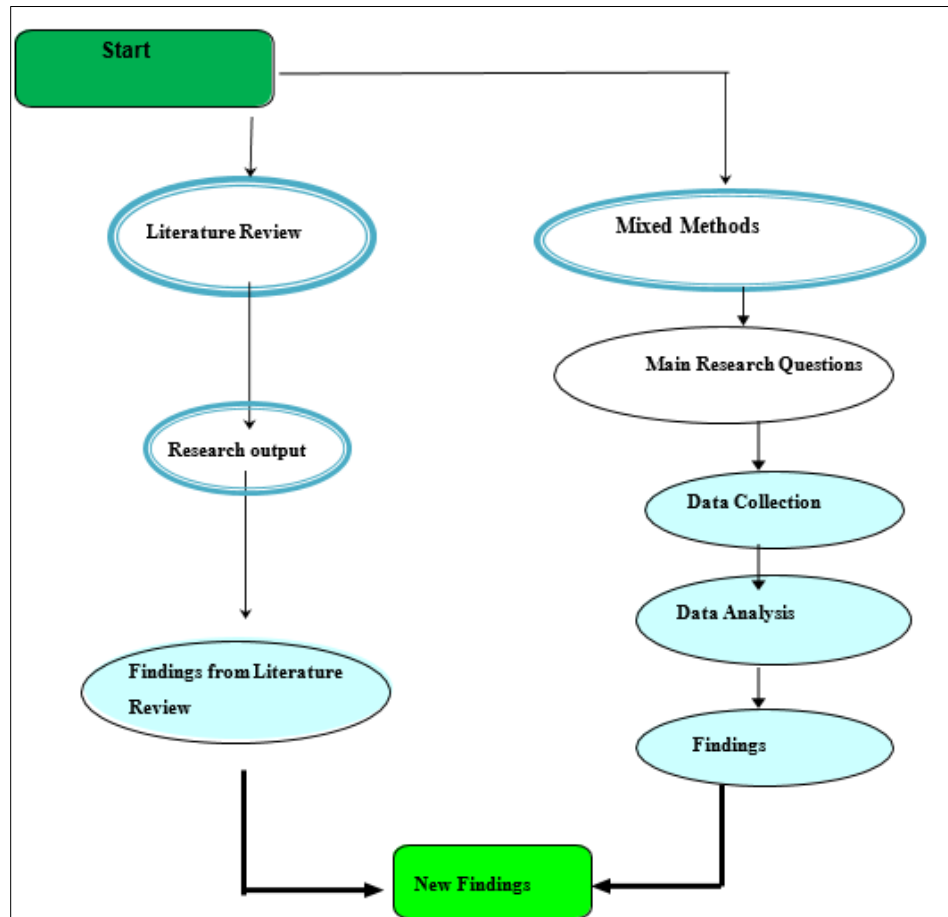 Start
Literature Review
Mixed Methods
Main Research Questions
Research output
Data Collection
Data Analysis
Findings from Literature
Review
Findings
New Findings